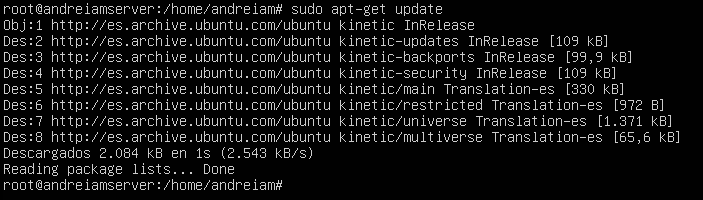 root@andreiamserver:/home/andreiam# sudo apt-get update
Obj:1 http://es.archive.ubuntu.com/ubuntu kinetic InRelease
Des:2 http://es.archive.ubuntu.com/ubuntu kinetic-updates InRelease [109 kB]
Des:3 http://es.archive.ubuntu.com/ubuntu kinetic-backports InRelease [99,9 kB]
Des:4 http://es.archive.ubuntu.com/ubuntu kinetic-security InRelease [109 kB]
Des:5 http://es.archive.ubuntu.com/ubuntu kinetic/main Translation-es [330 kB]
Des:6 http://es.archive.ubuntu.com/ubuntu kinetic/restricted Translation-es [972 B]
Des:7 http://es.archive.ubuntu.com/ubuntu kinetic/universe Translation-es [1.371 kB]
Des:8 http://es.archive.ubuntu.com/ubuntu kinetic/multiverse Translation-es [65,6 kB]
Descargados 2.084 kB en 1s (2.543 kB/s)
Reading package lists... Done
root@andreiamserver:/home/andreiam#